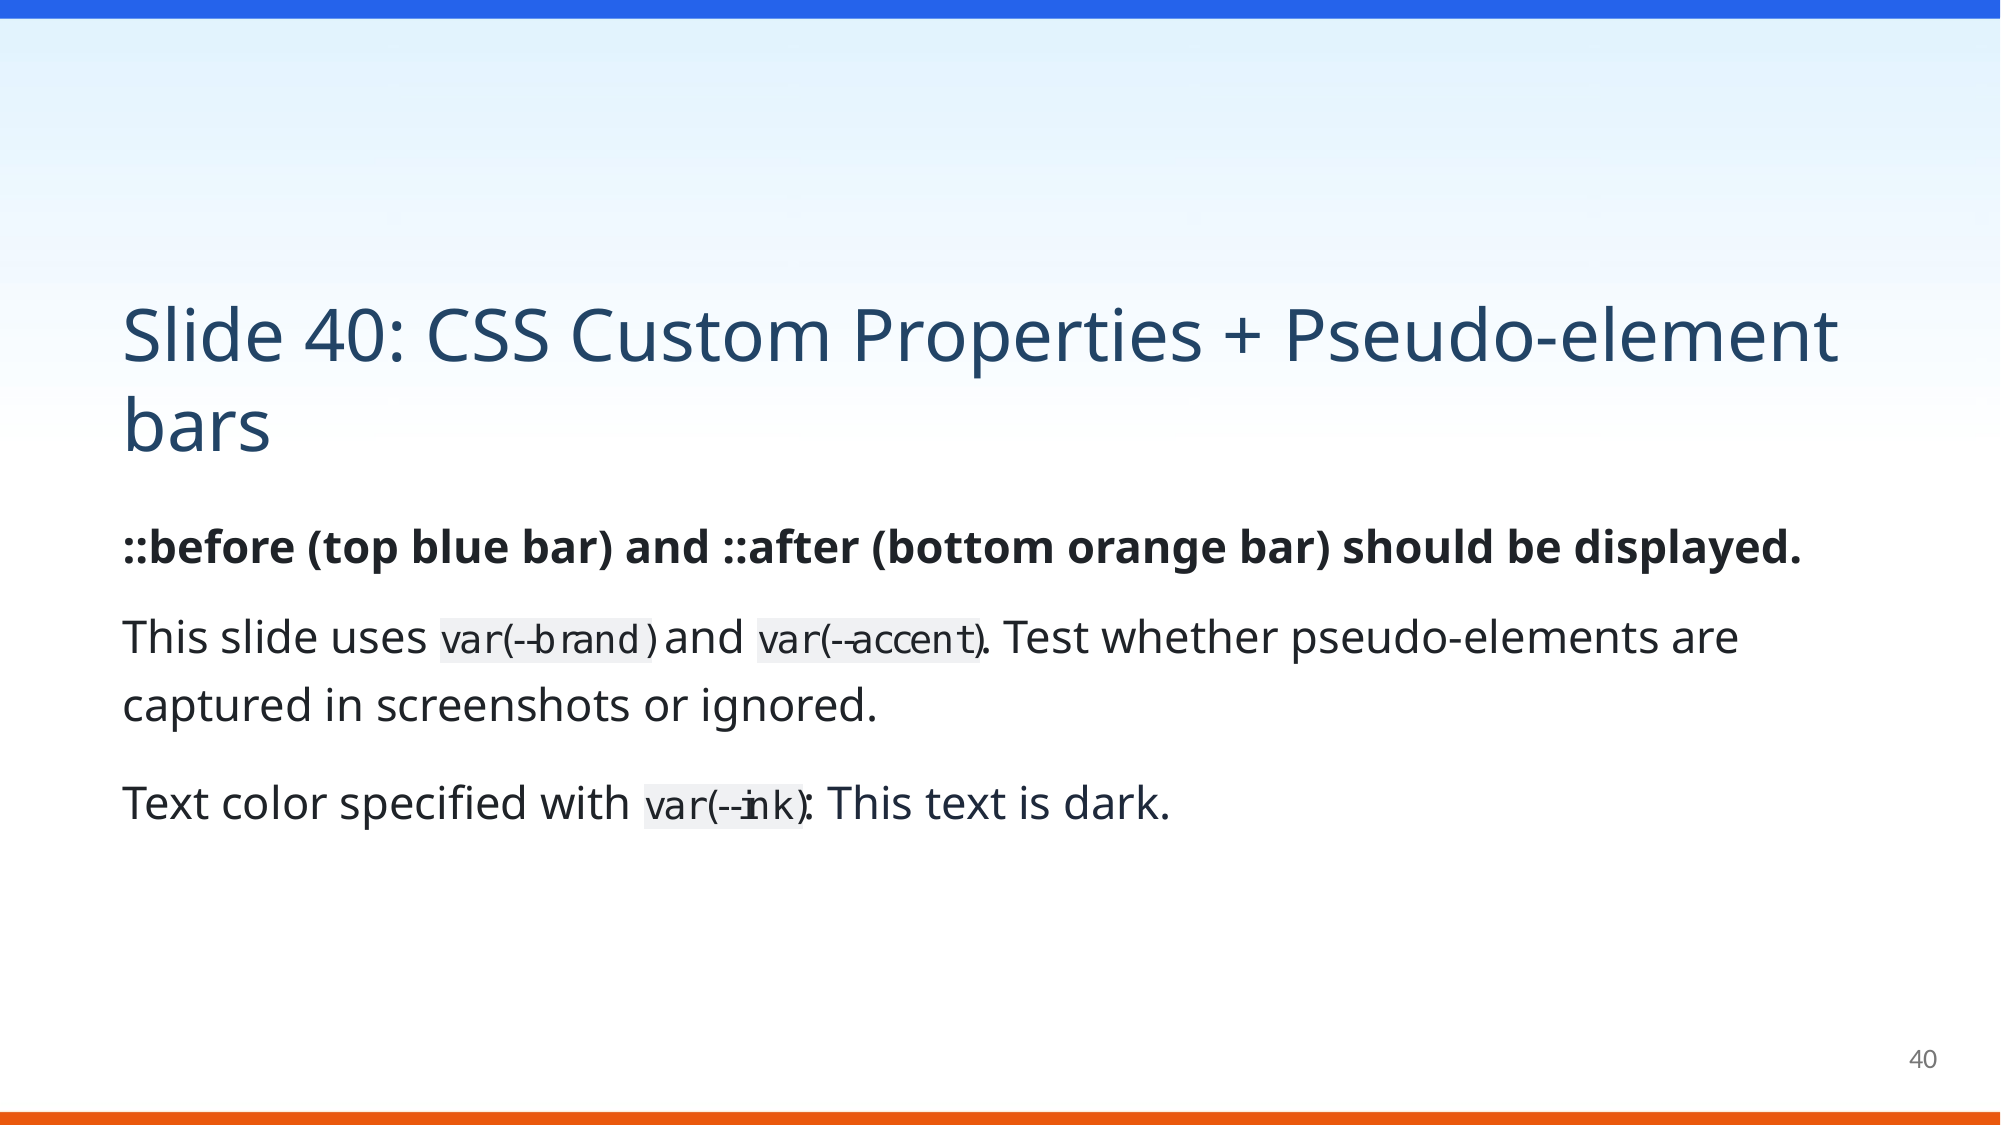 Slide 40: CSS Custom Properties + Pseudo-element
bars
::before (top blue bar) and ::after (bottom orange bar) should be displayed.
This slide uses var(--brand) and var(--accent). Test whether pseudo-elements are
captured in screenshots or ignored.
Text color specified with var(--ink): This text is dark.
40